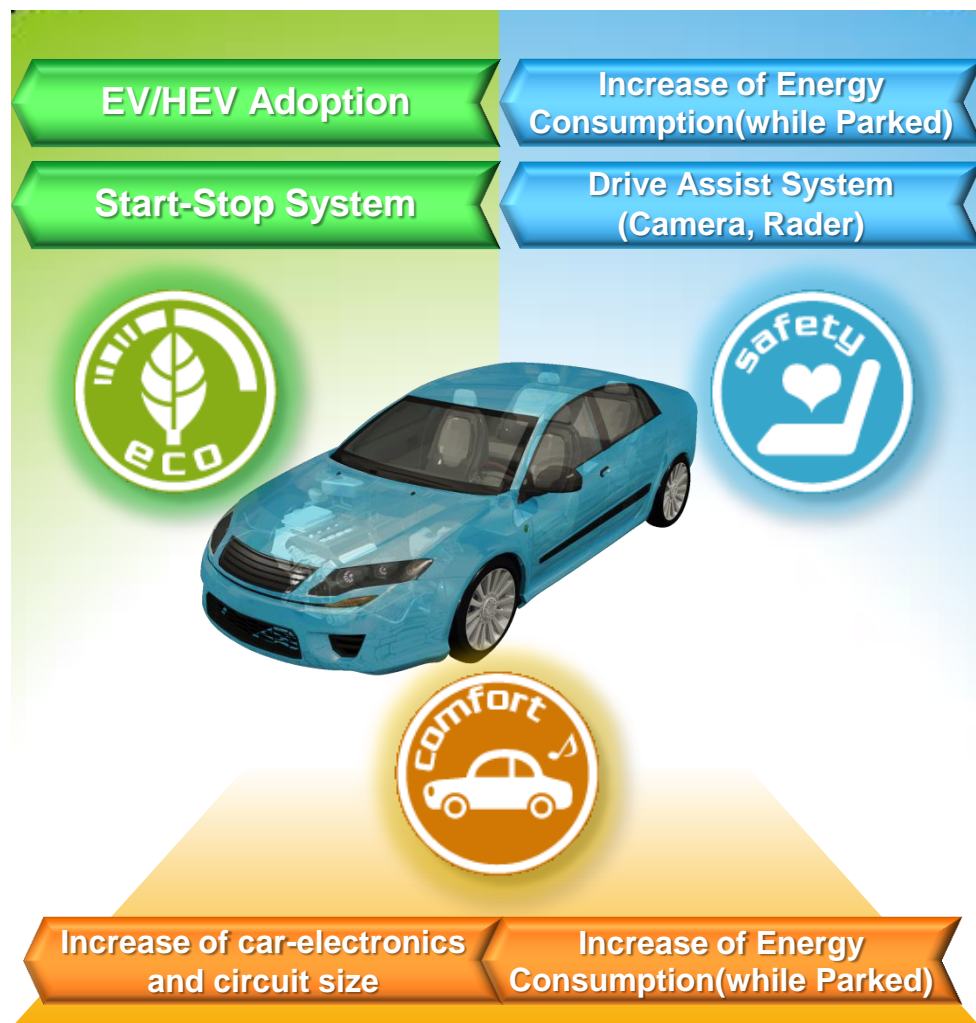 EV/HEV Adoption
Increase of Energy
Consumption(while Parked)
Start-Stop System
Drive Assist System
(Camera, Rader)
eco
safety
comfort
Increase of car-electronics
and circuit size
Increase of Energy
Consumption(while Parked)